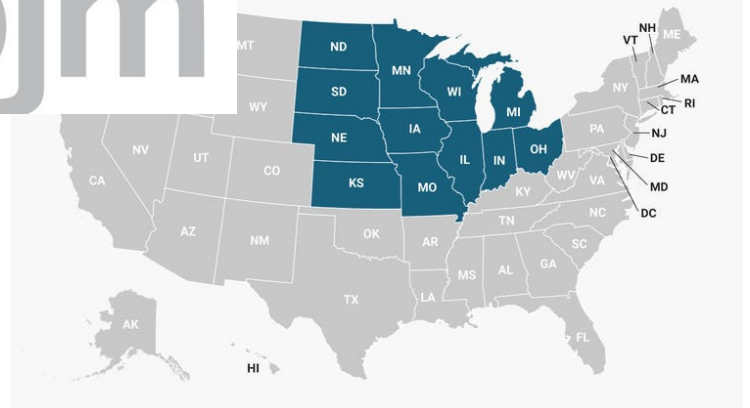 jm
NH
ME
VT
MT
ND
MN
WI
SD
MI
NY
MA
RI
CT
WY
IA
NE
PA
NJ
OH
NV
UT
IL
IN
DE
CO
WV
MD
CA
KS
MO
KY
VA
DC
NC
TN
AZ
NM
OK
AR
SC
MS
AL
GA
TX
LA
AK
FL
HI